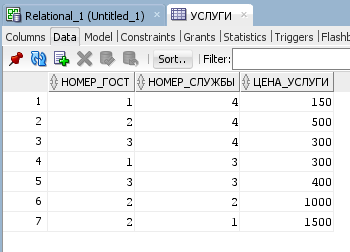 Relational_1 (Untitled_1) УСЛУГИ
Columns Data Model Constraints Grants Statistics Triggers
Sort.. Filter:
НОМЕР_ГОСТ НОМЕР_СЛУЖБЫ ЦЕНА_УСЛУГИ
1 1 4 150
2 2 4 500
3 3 4 300
4 1 3 300
5 3 3 400
6 2 2 1000
7 2 1 1500